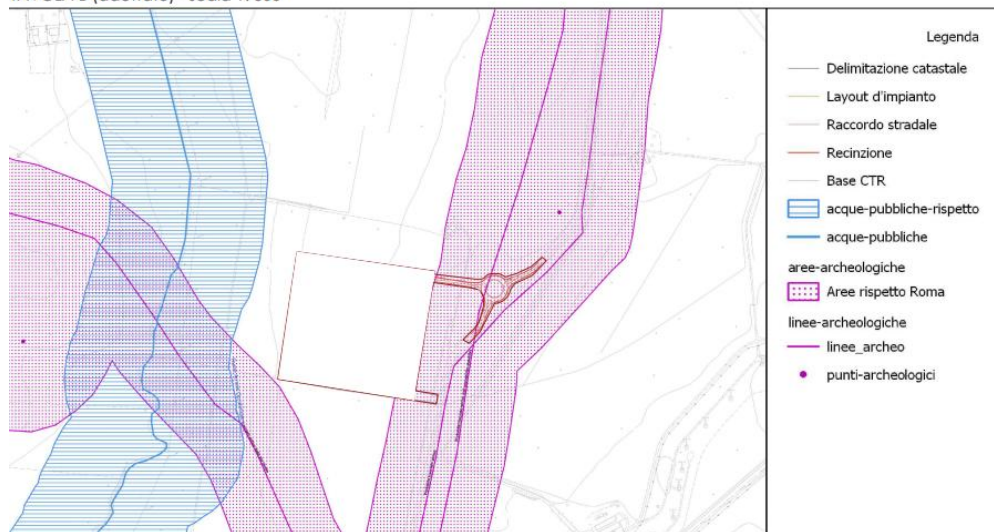 Legenda
Delimitazione catastale
Layout d'impianto
Raccordo stradale
Recinzione
Base CTR
acque-pubbliche-rispetto
acque-pubbliche
aree-archeologiche
Aree rispetto Roma
linee-archeologiche
linee_archeo
punti-archeologici